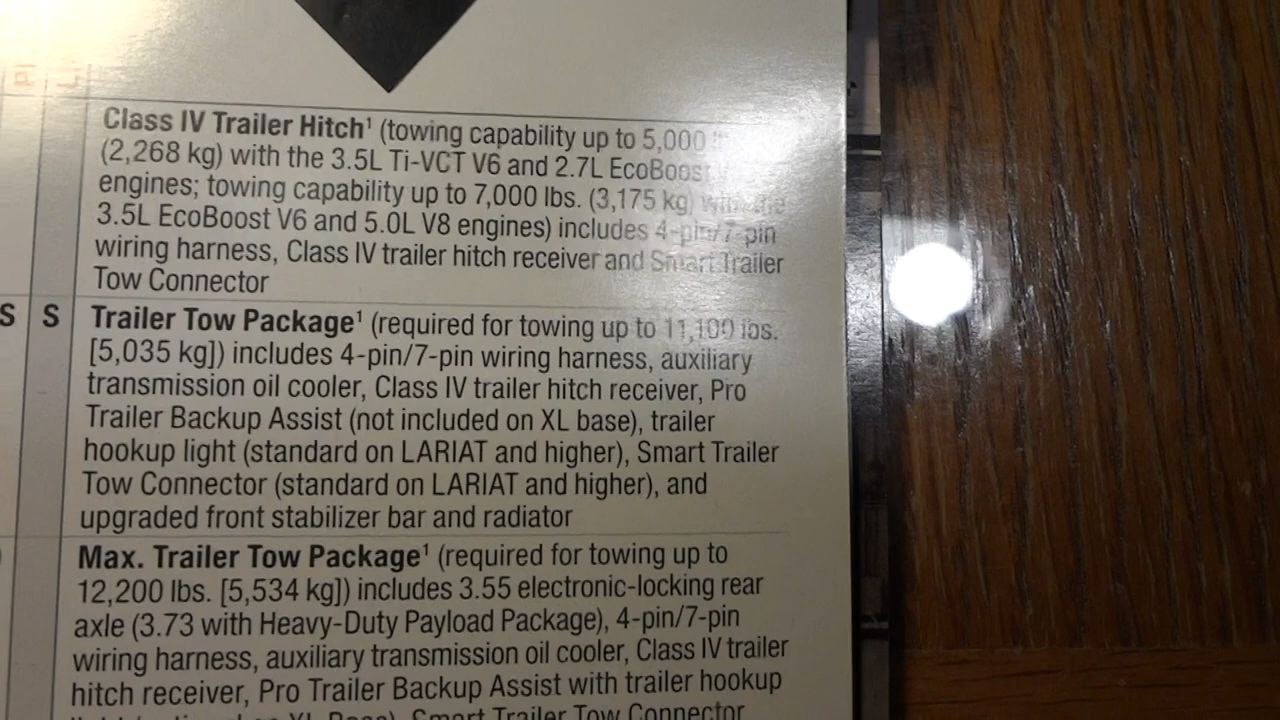 Class IV Trailer Hitch¹ (towing capability up to 5,000
(2,268 kg) with the 3.5L Ti-VCT V6 and 2.7L EcoBoost
engines; towing capability up to 7,000 lbs. (3,175 kg) with the
3.5L EcoBoost V6 and 5.0L V8 engines) includes 4-pin/7-pin
wiring harness, Class IV trailer hitch receiver and Smart Trailer
Tow Connector
S S Trailer Tow Package¹ (required for towing up to 11,100 lbs.
[5,035 kg]) includes 4-pin/7-pin wiring harness, auxiliary
transmission oil cooler, Class IV trailer hitch receiver, Pro
Trailer Backup Assist (not included on XL base), trailer
hookup light (standard on LARIAT and higher), Smart Trailer
Tow Connector (standard on LARIAT and higher), and
upgraded front stabilizer bar and radiator
Max. Trailer Tow Package¹ (required for towing up to
12,200 lbs. [5,534 kg]) includes 3.55 electronic-locking rear
axle (3.73 with Heavy-Duty Payload Package), 4-pin/7-pin
wiring harness, auxiliary transmission oil cooler, Class IV trailer
hitch receiver, Pro Trailer Backup Assist with trailer hookup
Smart Trailer Tow Connector